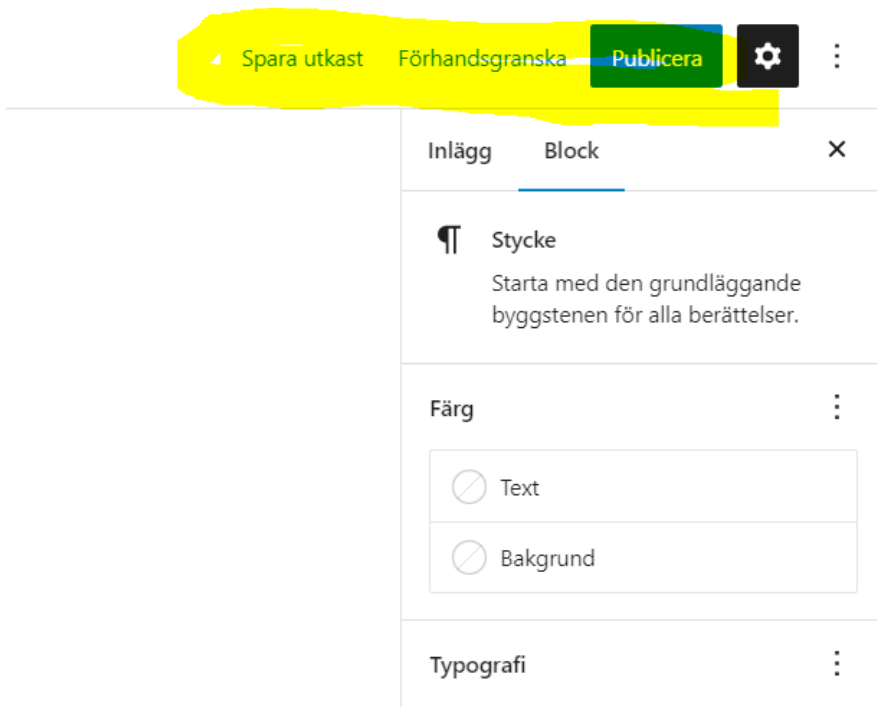 Spara utkast Förhandsgranska Publicera
Inlägg Block
Stycke
Starta med den grundläggande
byggstenen för alla berättelser.
Färg
Text
Bakgrund
Typografi